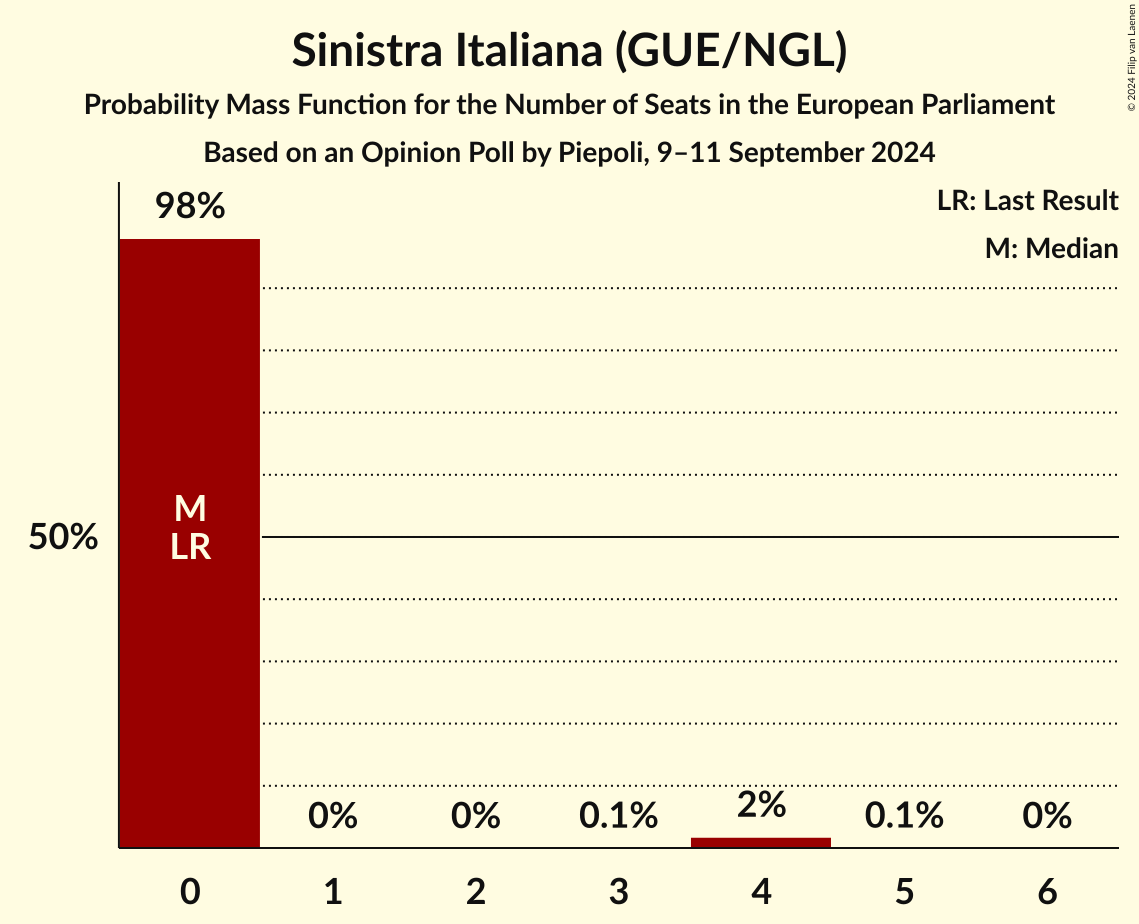 Sinistra Italiana (GUE/NGL)
Probability Mass Function for the Number of Seats in the European Parliament
Based on an Opinion Poll by Piepoli, 9–11 September 2024
© 2024 Filip van Laenen
LR: Last Result
M: Median
98%
M
LR
50%
0% 0% 0.1% 2% 0.1% 0%
0 1 2 3 4 5 6